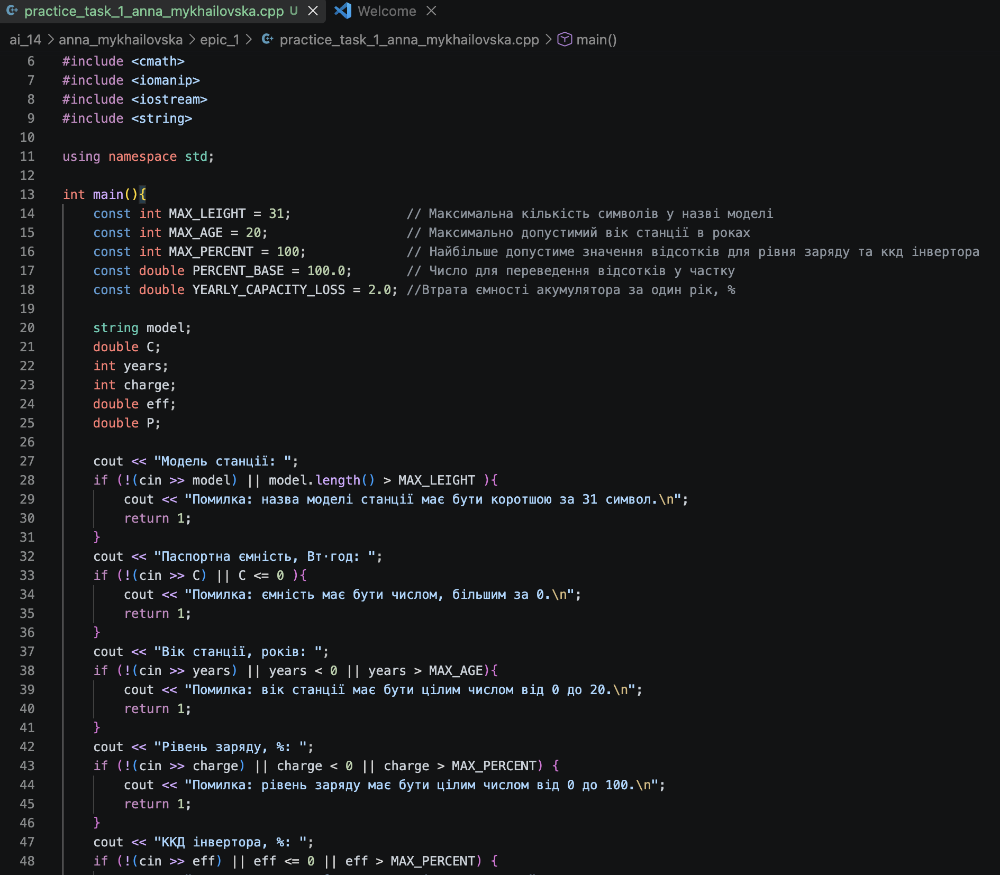 practice_task_1_anna_mykhailovska.cpp U Welcome
ai_14 > anna_mykhailovska > epic_1 > practice_task_1_anna_mykhailovska.cpp > main()
6 #include <cmath>
7 #include <iomanip>
8 #include <iostream>
9 #include <string>
10
11 using namespace std;
12
13 int main(){
14 const int MAX_LEIGHT = 31; // Максимальна кількість символів у назві моделі
15 const int MAX_AGE = 20; // Максимально допустимий вік станції в роках
16 const int MAX_PERCENT = 100; // Найбільше допустиме значення відсотків для рівня заряду та ккд інвертора
17 const double PERCENT_BASE = 100.0; // Число для переведення відсотків у частку
18 const double YEARLY_CAPACITY_LOSS = 2.0; //Втрата ємності акумулятора за один рік, %
19
20 string model;
21 double C;
22 int years;
23 int charge;
24 double eff;
25 double P;
26
27 cout << "Модель станції: ";
28 if (!(cin >> model) || model.length() > MAX_LEIGHT ){
29 cout << "Помилка: назва моделі станції має бути коротшою за 31 символ.\n";
30 return 1;
31 }
32 cout << "Паспортна ємність, Вт·год: ";
33 if (!(cin >> C) || C <= 0 ){
34 cout << "Помилка: ємність має бути числом, більшим за 0.\n";
35 return 1;
36 }
37 cout << "Вік станції, років: ";
38 if (!(cin >> years) || years < 0 || years > MAX_AGE){
39 cout << "Помилка: вік станції має бути цілим числом від 0 до 20.\n";
40 return 1;
41 }
42 cout << "Рівень заряду, %: ";
43 if (!(cin >> charge) || charge < 0 || charge > MAX_PERCENT) {
44 cout << "Помилка: рівень заряду має бути цілим числом від 0 до 100.\n";
45 return 1;
46 }
47 cout << "ККД інвертора, %: ";
48 if (!(cin >> eff) || eff <= 0 || eff > MAX_PERCENT) {